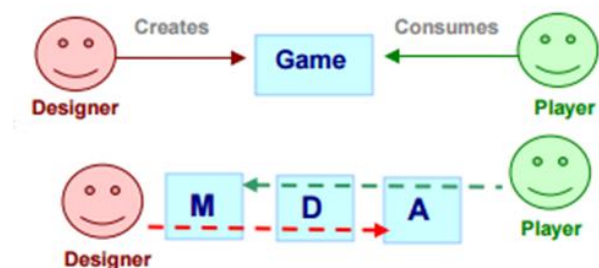 Creates
Consumes
Game
Designer
Player
M
D
A
Designer
Player